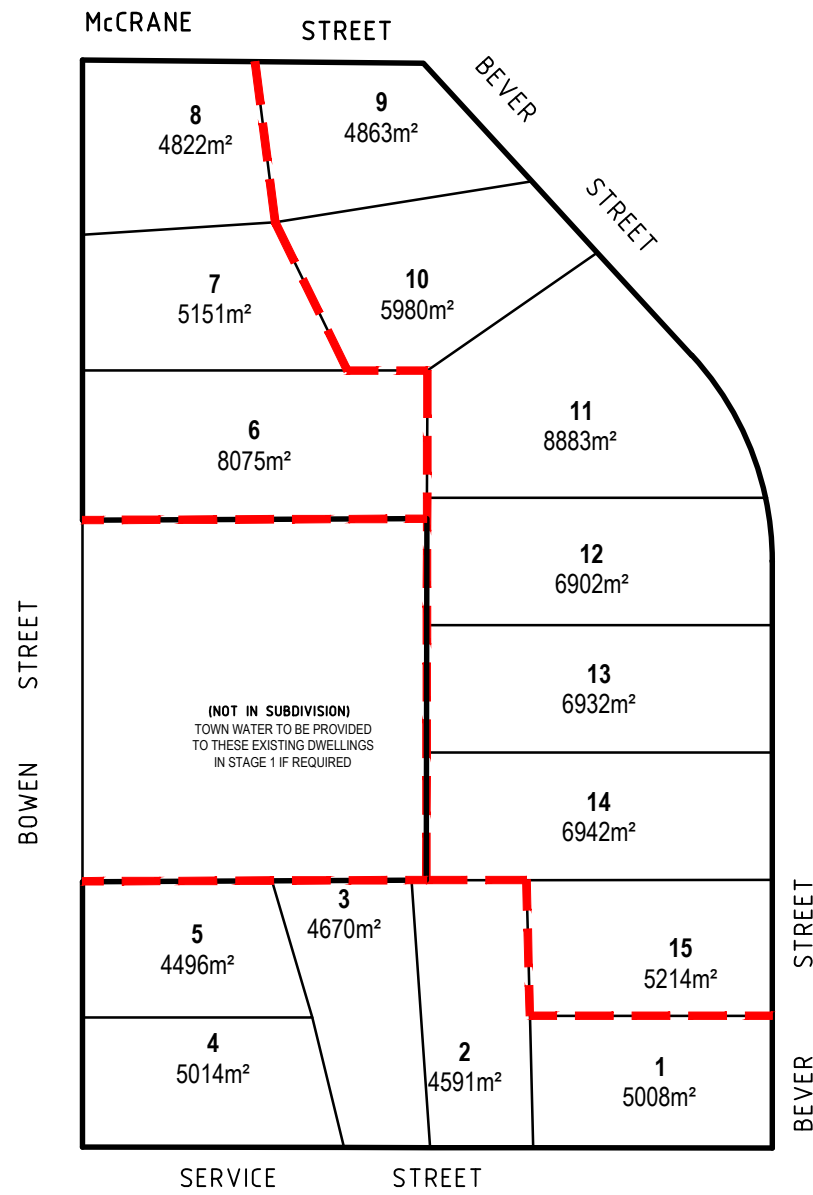 McCRANE STREET
BEVER STREET
8
4822m²
9
4863m²
7
5151m²
10
5980m²
6
8075m²
11
8883m²
12
6902m²
BOWEN STREET
13
6932m²
(NOT IN SUBDIVISION)
TOWN WATER TO BE PROVIDED
TO THESE EXISTING DWELLINGS
IN STAGE 1 IF REQUIRED
14
6942m²
3
4670m²
5
4496m²
15
5214m²
BEVER STREET
4
5014m²
2
4591m²
1
5008m²
SERVICE STREET